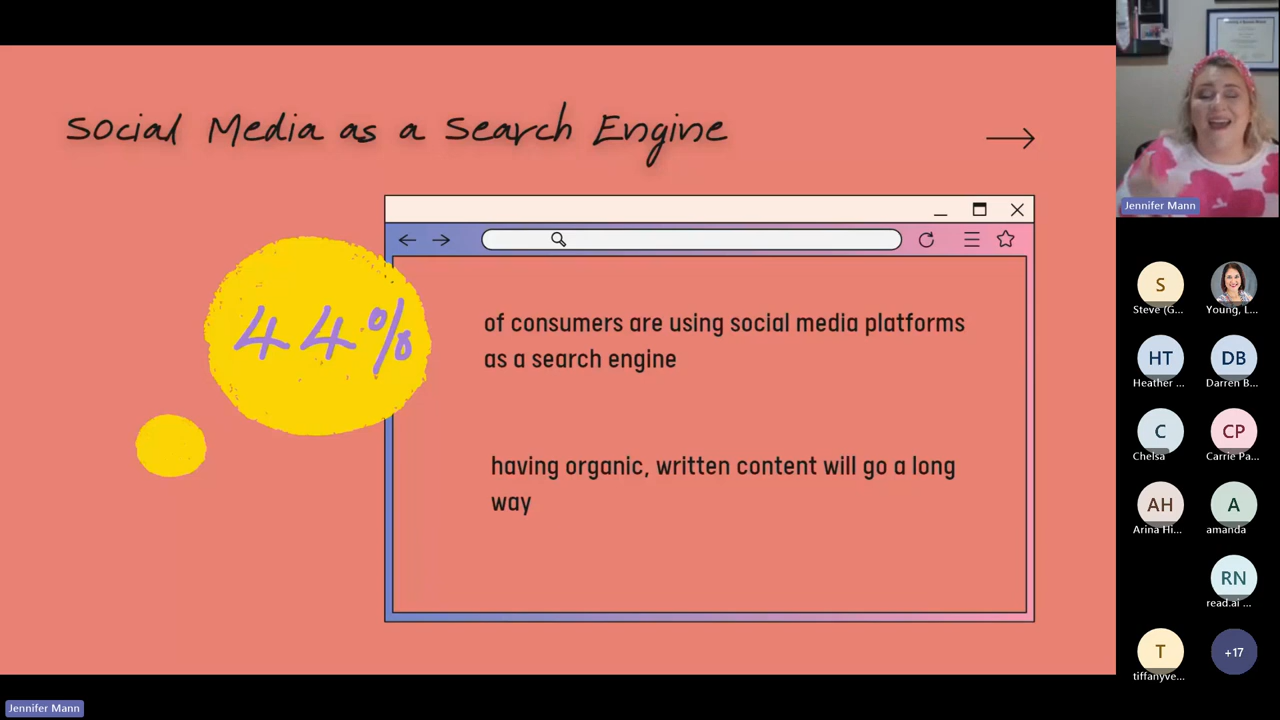 Social Media as a Search Engine
44%
of consumers are using social media platforms
as a search engine
having organic, written content will go a long
way
Jennifer Mann
S
Steve (G...
Young, L...
HT
Heather ...
DB
Darren B...
C
Chelsa
CP
Carrie Pa...
AH
Arina Hi...
A
amanda
RN
read.ai ...
T
tiffanyve...
+17
Jennifer Mann